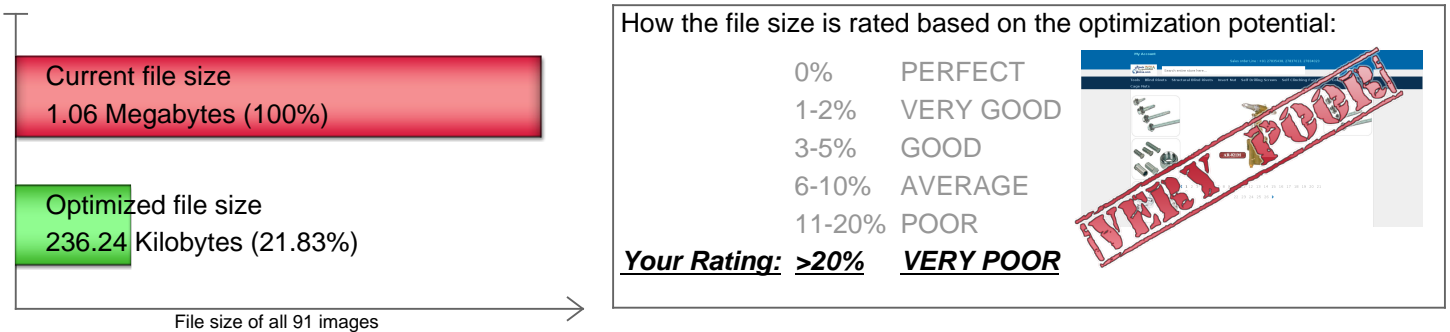 Current file size
1.06 Megabytes (100%)
Optimized file size
236.24 Kilobytes (21.83%)
File size of all 91 images
How the file size is rated based on the optimization potential:
0% PERFECT
1-2% VERY GOOD
3-5% GOOD
6-10% AVERAGE
11-20% POOR
Your Rating: >20% VERY POOR
My Account
VERY POOR!